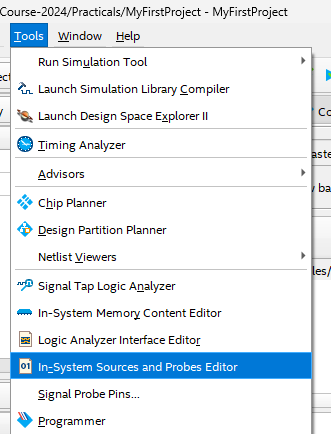 Course-2024/Practicals/MyFirstProject - MyFirstProject
Tools Window Help
Run Simulation Tool
Launch Simulation Library Compiler
Launch Design Space Explorer II
Timing Analyzer
Advisors
Chip Planner
Design Partition Planner
Netlist Viewers
Signal Tap Logic Analyzer
In-System Memory Content Editor
Logic Analyzer Interface Editor
In-System Sources and Probes Editor
Signal Probe Pins...
Programmer